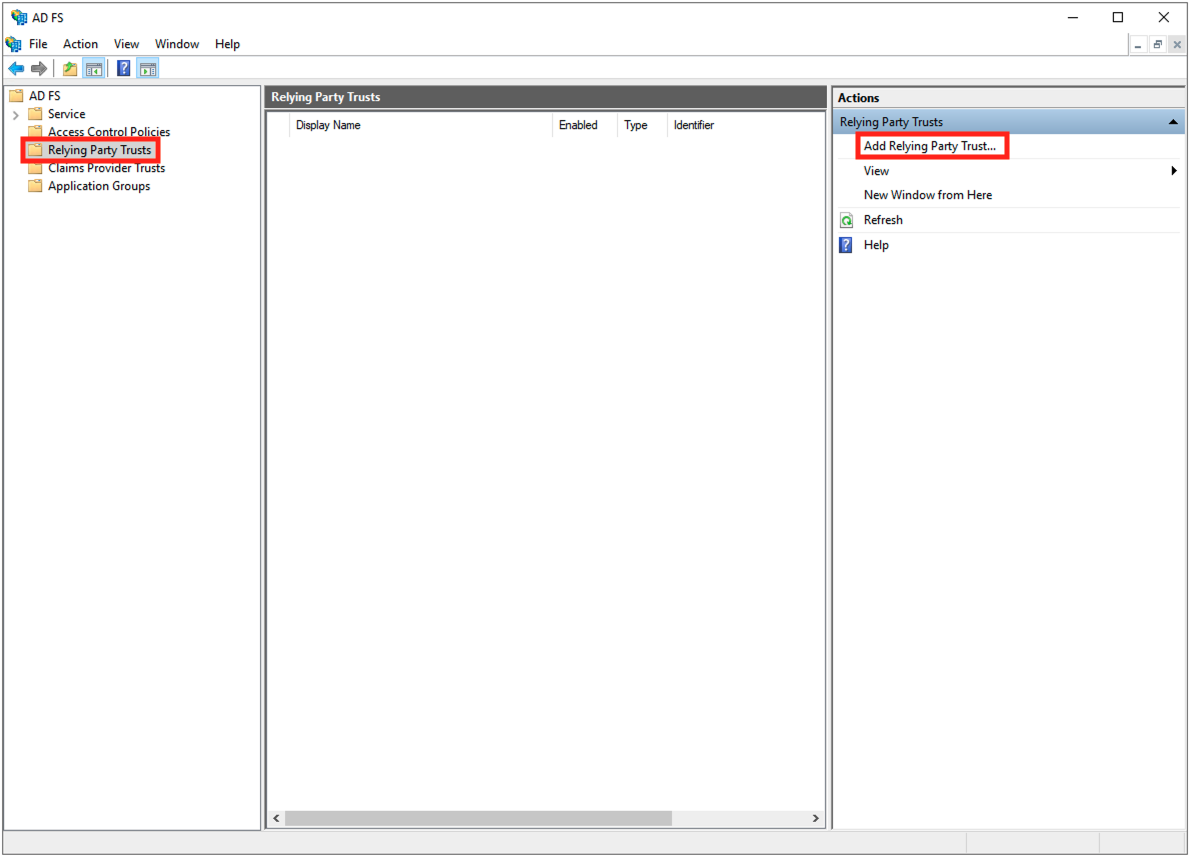 AD FS
File Action View Window Help
AD FS
Service
Access Control Policies
Relying Party Trusts
Claims Provider Trusts
Application Groups
Relying Party Trusts
Display Name Enabled Type Identifier
Actions
Relying Party Trusts
Add Relying Party Trust...
View
New Window from Here
Refresh
Help